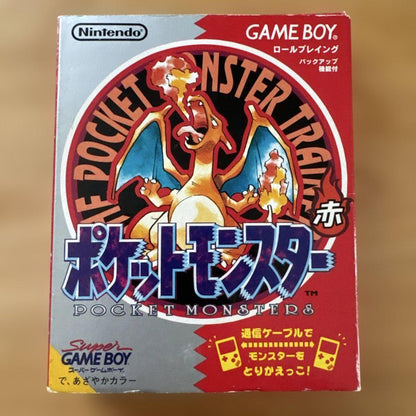 Nintendo®
GAME BOY®
ロールプレイング
バックアップ
機能付
THE POCKET MONSTER TRAINER
赤
ポケットモンスター
TM
POCKET MONSTERS
Super
GAME BOY
スーパーゲームボーイ
で、あざやかカラー
通信ケーブルで
モンスターを
とりかえっこ!